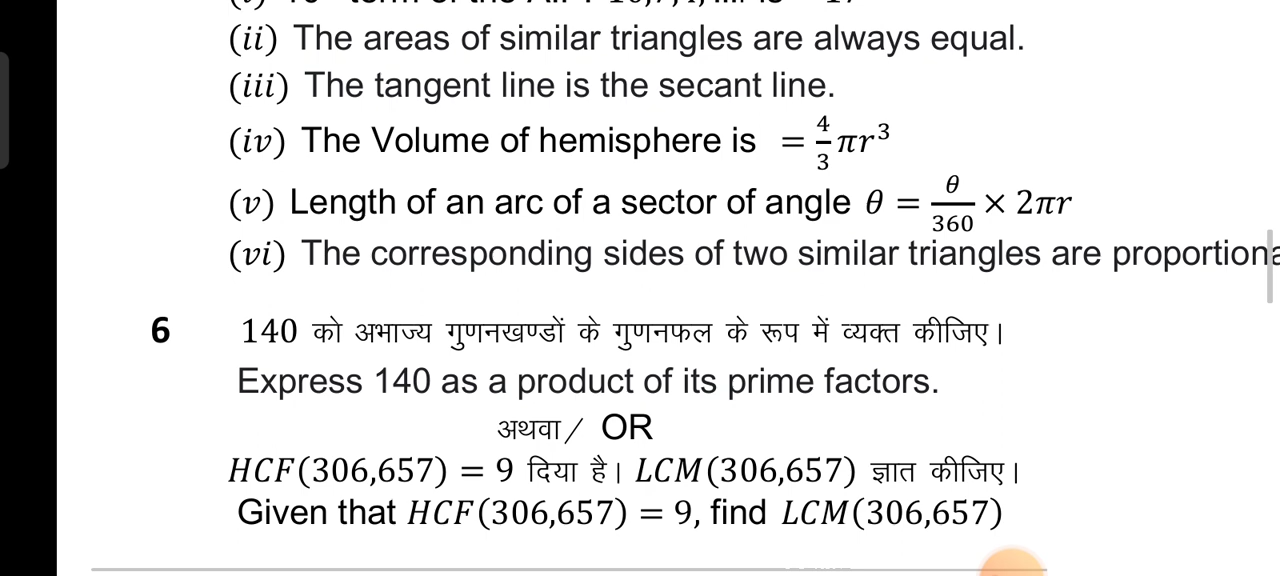 (ii) The areas of similar triangles are always equal.
(iii) The tangent line is the secant line.
(iv) The Volume of hemisphere is = 4/3 πr³
(v) Length of an arc of a sector of angle θ = θ/360 × 2πr
(vi) The corresponding sides of two similar triangles are
6 140 को अभाज्य गुणनखण्डों के गुणनफल के रूप में व्यक्त कीजिए।
Express 140 as a product of its prime factors.
अथवा/ OR
HCF(306,657) = 9 दिया है। LCM(306,657) ज्ञात कीजिए।
Given that HCF(306,657) = 9, find LCM(306,657)